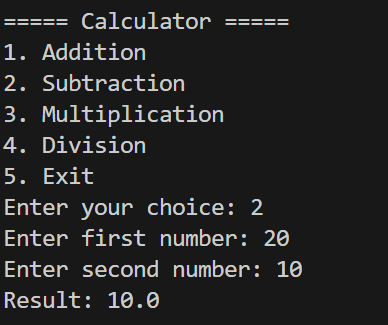 ===== Calculator =====
1. Addition
2. Subtraction
3. Multiplication
4. Division
5. Exit
Enter your choice: 2
Enter first number: 20
Enter second number: 10
Result: 10.0